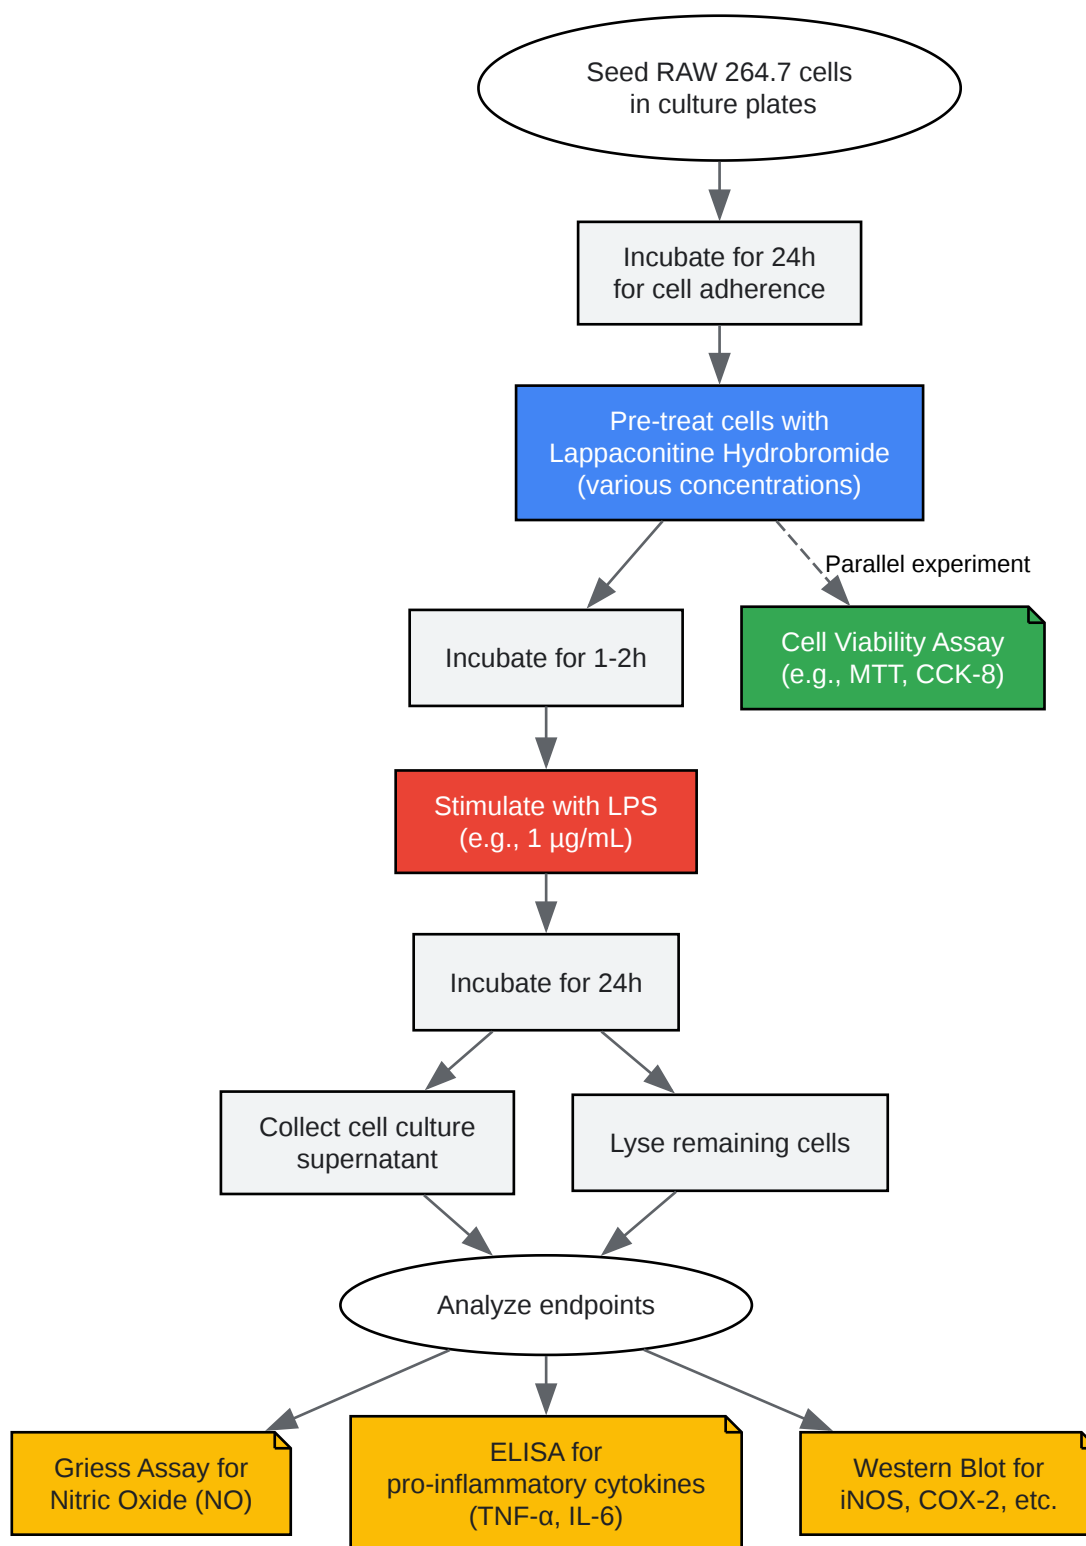 Seed RAW 264.7 cells
in culture plates
Incubate for 24h
for cell adherence
Pre-treat cells with
Lappaconitine Hydrobromide
(various concentrations)
Parallel experiment
Incubate for 1-2h
Cell Viability Assay
(e.g., MTT, CCK-8)
Stimulate with LPS
(e.g., 1 µg/mL)
Incubate for 24h
Collect cell culture
supernatant
Lyse remaining cells
Analyze endpoints
Griess Assay for
Nitric Oxide (NO)
ELISA for
pro-inflammatory cytokines
(TNF-α, IL-6)
Western Blot for
iNOS, COX-2, etc.